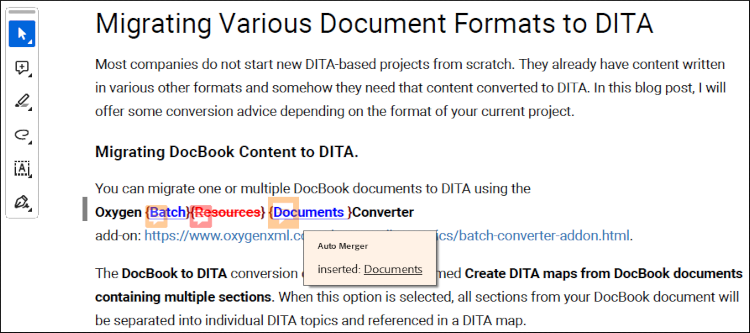 Migrating Various Document Formats to DITA
Most companies do not start new DITA-based projects from scratch. They already have content written
in various other formats and somehow they need that content converted to DITA. In this blog post, I will
offer some conversion advice depending on the format of your current project.
Migrating DocBook Content to DITA.
You can migrate one or multiple DocBook documents to DITA using the
Oxygen {Batch}{Resources} {Documents }Converter
add-on: https://www.oxygenxml.com cs/batch-converter-addon.html.
Auto Merger
inserted: Documents
The DocBook to DITA conversion med Create DITA maps from DocBook documents
containing multiple sections. When this option is selected, all sections from your DocBook document will
be separated into individual DITA topics and referenced in a DITA map.